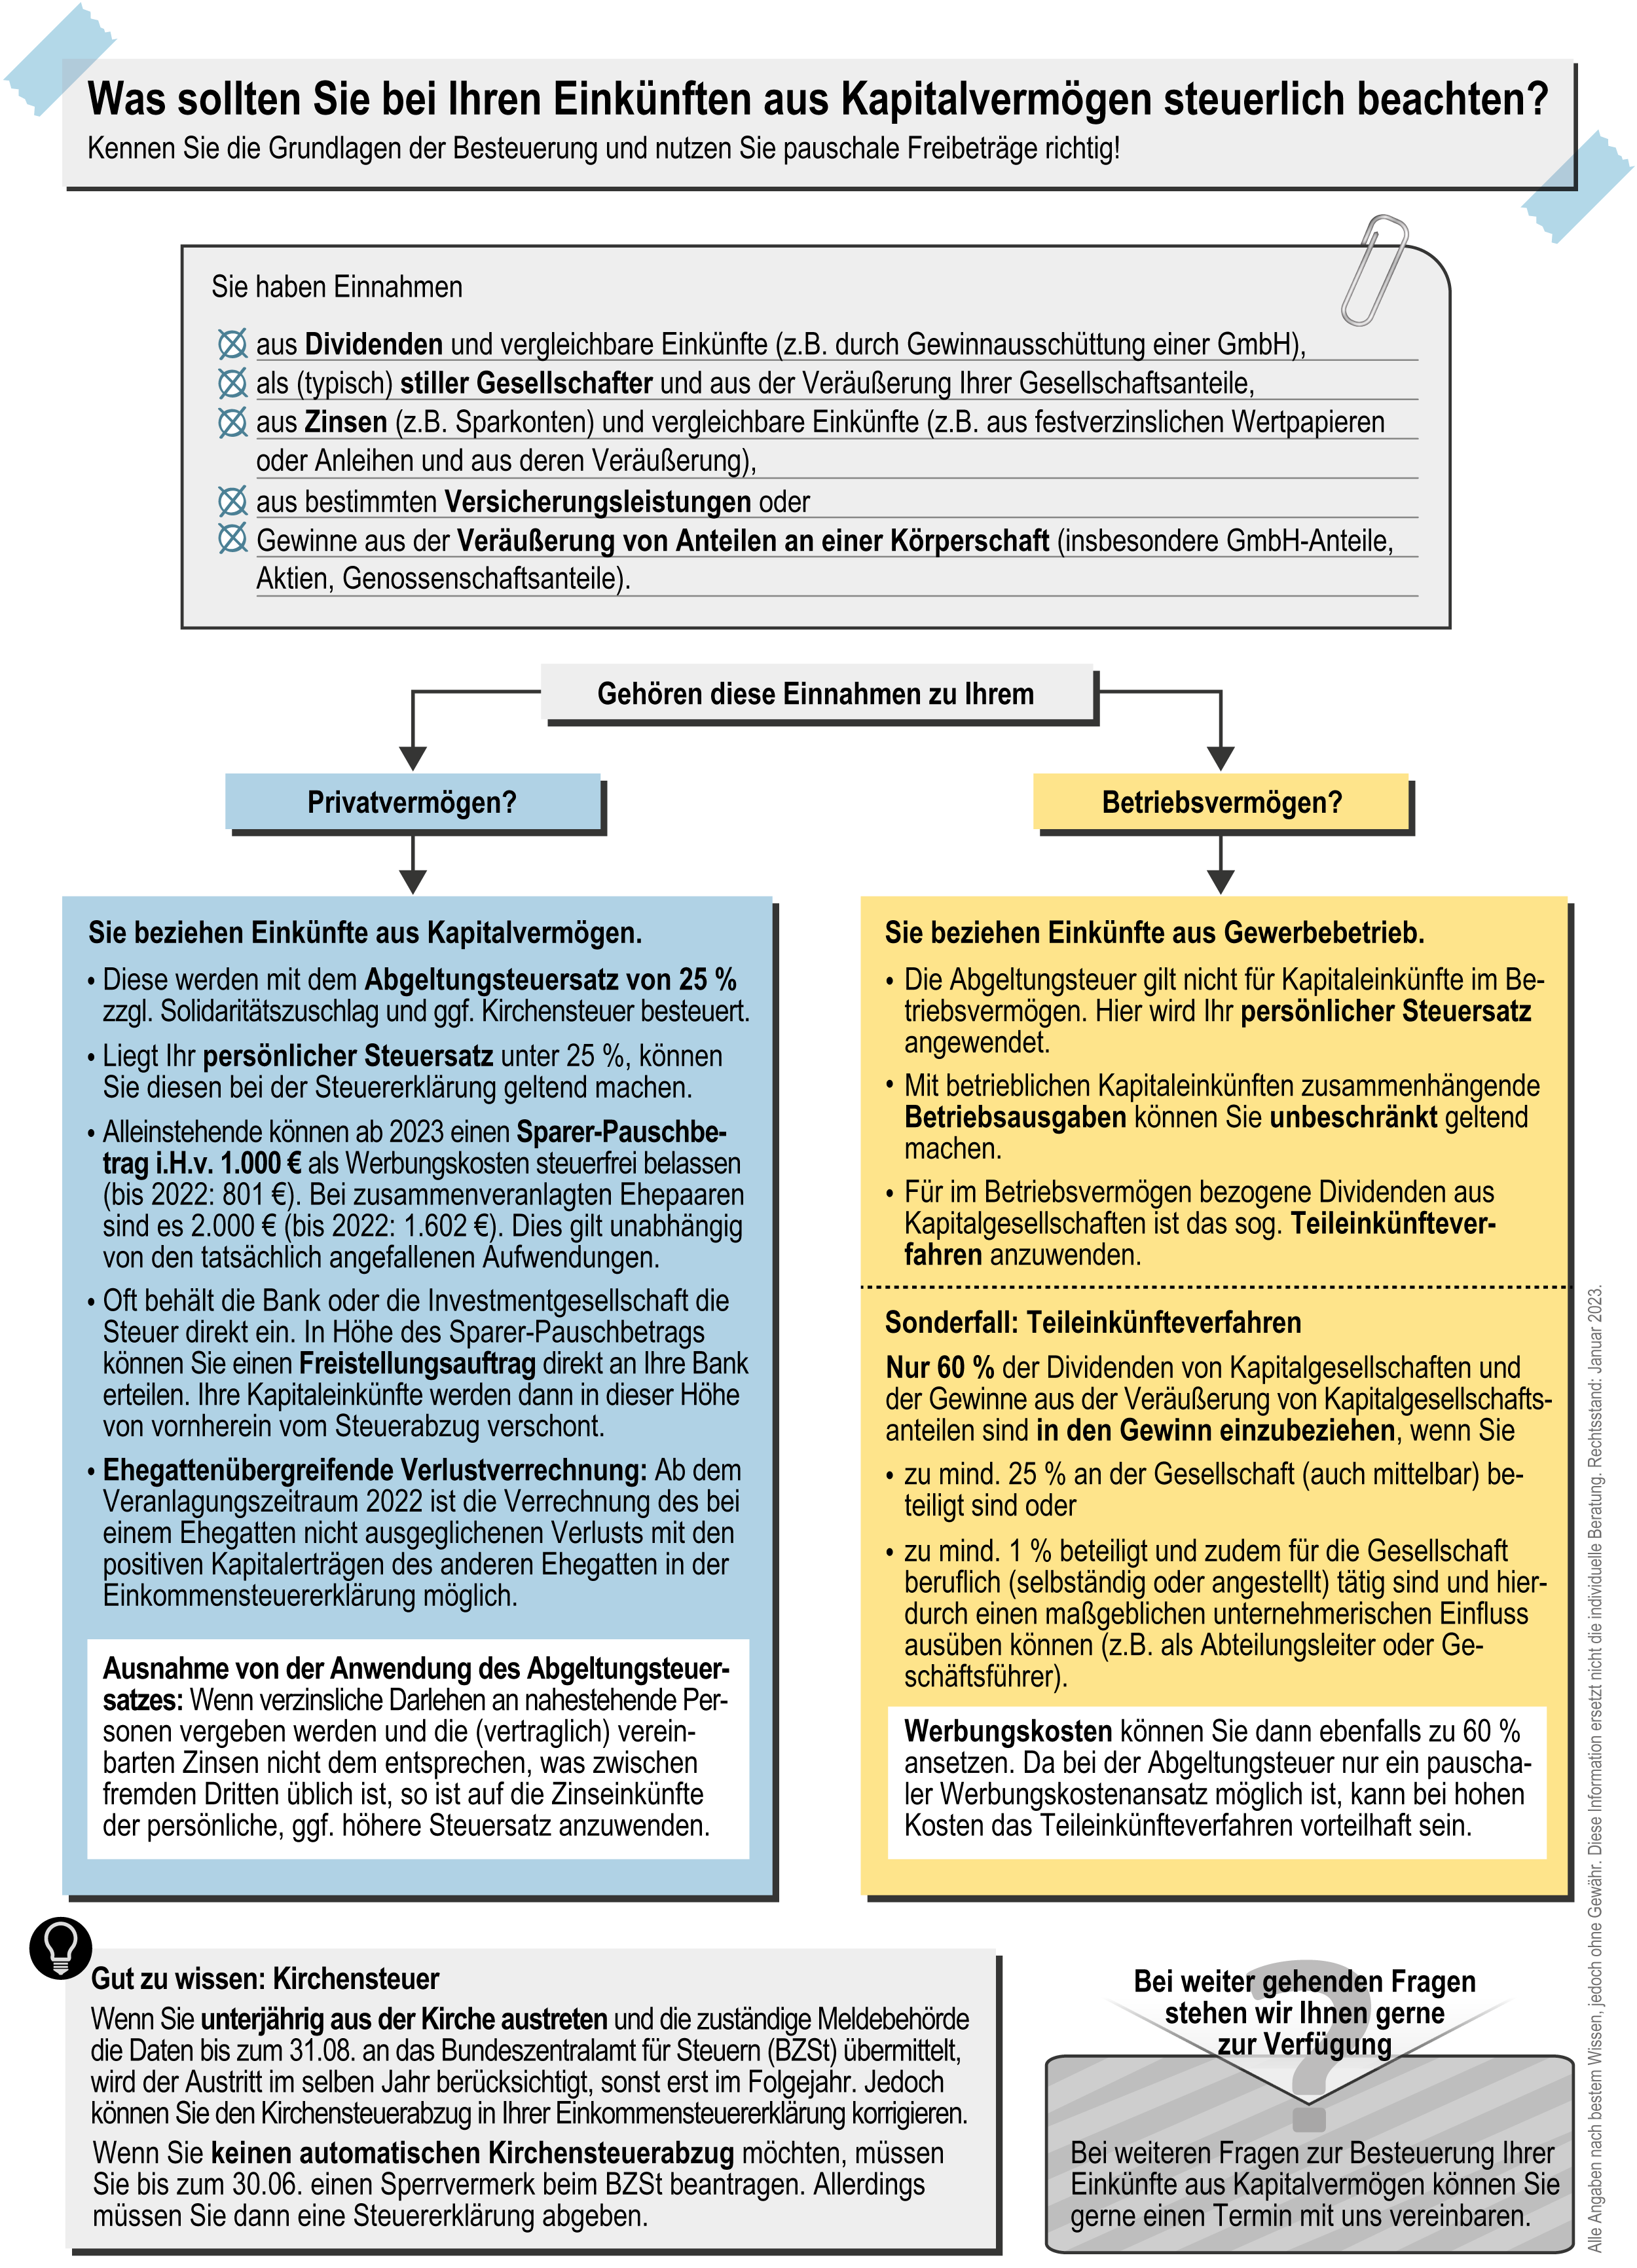 Was sollten Sie bei Ihren Einkünften aus Kapitalvermögen steuerlich beachten?
Kennen Sie die Grundlagen der Besteuerung und nutzen Sie pauschale Freibeträge richtig!
Sie haben Einnahmen
aus Dividenden und vergleichbare Einkünfte (z.B. durch Gewinnausschüttung einer GmbH),
als (typisch) stiller Gesellschafter und aus der Veräußerung Ihrer Gesellschaftsanteile,
aus Zinsen (z.B. Sparkonten) und vergleichbare Einkünfte (z.B. aus festverzinslichen Wertpapieren
oder Anleihen und aus deren Veräußerung),
aus bestimmten Versicherungsleistungen oder
Gewinne aus der Veräußerung von Anteilen an einer Körperschaft (insbesondere GmbH-Anteile,
Aktien, Genossenschaftsanteile).
Gehören diese Einnahmen zu Ihrem
Privatvermögen?
Betriebsvermögen?
Sie beziehen Einkünfte aus Kapitalvermögen.
• Diese werden mit dem Abgeltungsteuersatz von 25 %
zzgl. Solidaritätszuschlag und ggf. Kirchensteuer besteuert.
• Liegt Ihr persönlicher Steuersatz unter 25 %, können
Sie diesen bei der Steuererklärung geltend machen.
• Alleinstehende können ab 2023 einen Sparer-Pauschbe-
trag i.H.v. 1.000 € als Werbungskosten steuerfrei belassen
(bis 2022: 801 €). Bei zusammenveranlagten Ehepaaren
sind es 2.000 € (bis 2022: 1.602 €). Dies gilt unabhängig
von den tatsächlich angefallenen Aufwendungen.
• Oft behält die Bank oder die Investmentgesellschaft die
Steuer direkt ein. In Höhe des Sparer-Pauschbetrags
können Sie einen Freistellungsauftrag direkt an Ihre Bank
erteilen. Ihre Kapitaleinkünfte werden dann in dieser Höhe
von vornherein vom Steuerabzug verschont.
• Ehegattenübergreifende Verlustverrechnung: Ab dem
Veranlagungszeitraum 2022 ist die Verrechnung des bei
einem Ehegatten nicht ausgeglichenen Verlusts mit den
positiven Kapitalerträgen des anderen Ehegatten in der
Einkommensteuererklärung möglich.
Ausnahme von der Anwendung des Abgeltungsteuer-
satzes: Wenn verzinsliche Darlehen an nahestehende Per-
sonen vergeben werden und die (vertraglich) verein-
barten Zinsen nicht dem entsprechen, was zwischen
fremden Dritten üblich ist, so ist auf die Zinseinkünfte
der persönliche, ggf. höhere Steuersatz anzuwenden.
Sie beziehen Einkünfte aus Gewerbebetrieb.
• Die Abgeltungsteuer gilt nicht für Kapitaleinkünfte im Be-
triebsvermögen. Hier wird Ihr persönlicher Steuersatz
angewendet.
• Mit betrieblichen Kapitaleinkünften zusammenhängende
Betriebsausgaben können Sie unbeschränkt geltend
machen.
• Für im Betriebsvermögen bezogene Dividenden aus
Kapitalgesellschaften ist das sog. Teileinkünftever-
fahren anzuwenden.
Sonderfall: Teileinkünfteverfahren
Nur 60 % der Dividenden von Kapitalgesellschaften und
der Gewinne aus der Veräußerung von Kapitalgesellschafts-
anteilen sind in den Gewinn einzubeziehen, wenn Sie
• zu mind. 25 % an der Gesellschaft (auch mittelbar) be-
teiligt sind oder
• zu mind. 1 % beteiligt und zudem für die Gesellschaft
beruflich (selbständig oder angestellt) tätig sind und hier-
durch einen maßgeblichen unternehmerischen Einfluss
ausüben können (z.B. als Abteilungsleiter oder Ge-
schäftsführer).
Werbungskosten können Sie dann ebenfalls zu 60 %
ansetzen. Da bei der Abgeltungsteuer nur ein pauscha-
ler Werbungskostenansatz möglich ist, kann bei hohen
Kosten das Teileinkünfteverfahren vorteilhaft sein.
Gut zu wissen: Kirchensteuer
Wenn Sie unterjährig aus der Kirche austreten und die zuständige Meldebehörde
die Daten bis zum 31.08. an das Bundeszentralamt für Steuern (BZSt) übermittelt,
wird der Austritt im selben Jahr berücksichtigt, sonst erst im Folgejahr. Jedoch
können Sie den Kirchensteuerabzug in Ihrer Einkommensteuererklärung korrigieren.
Wenn Sie keinen automatischen Kirchensteuerabzug möchten, müssen
Sie bis zum 30.06. einen Sperrvermerk beim BZSt beantragen. Allerdings
müssen Sie dann eine Steuererklärung abgeben.
?
Bei weiter gehenden Fragen
stehen wir Ihnen gerne
zur Verfügung
Bei weiteren Fragen zur Besteuerung Ihrer
Einkünfte aus Kapitalvermögen können Sie
gerne einen Termin mit uns vereinbaren.
Alle Angaben nach bestem Wissen, jedoch ohne Gewähr. Diese Information ersetzt nicht die individuelle Beratung. Rechtsstand: Januar 2023.